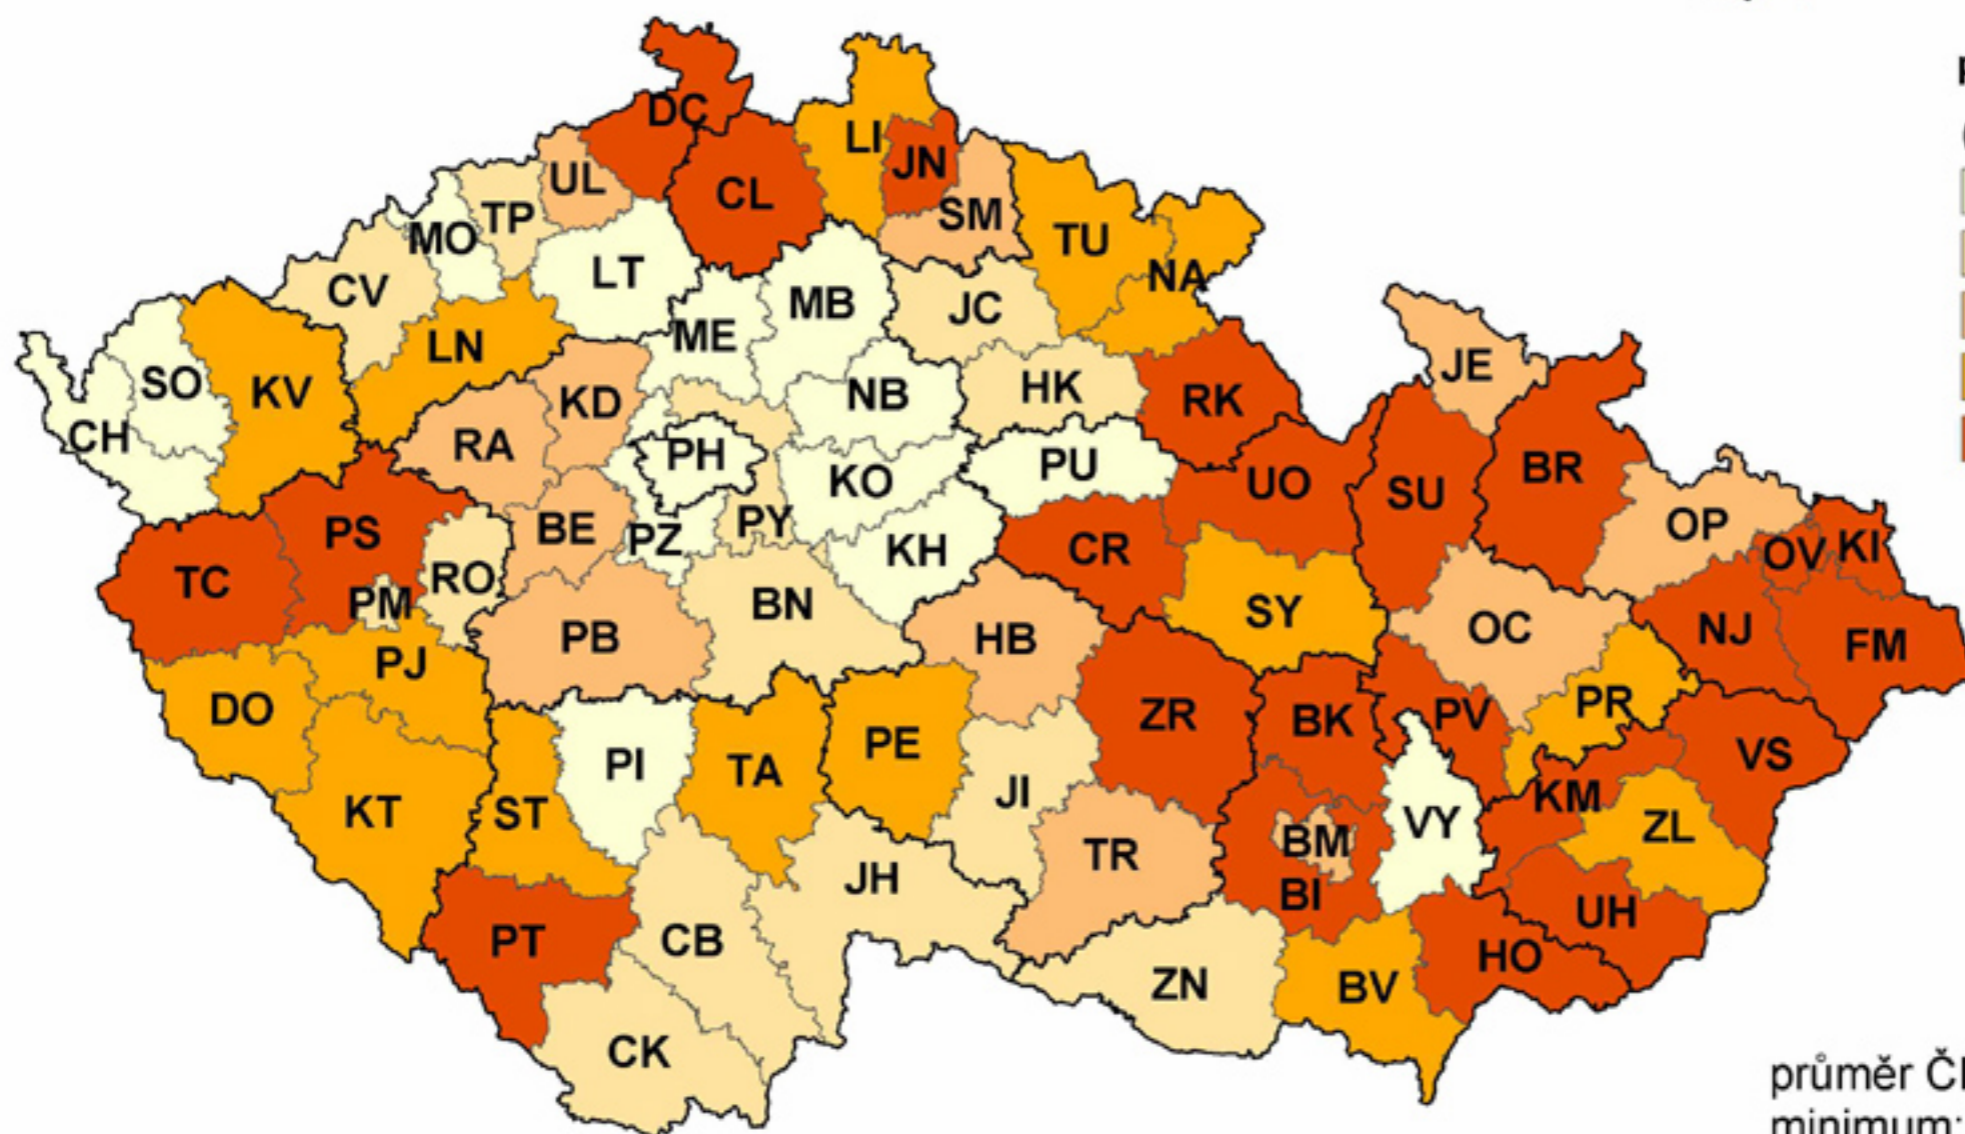 DC
LI
JN
UL
CL
TP
SM
MO
TU
LT
NA
CV
MB
JC
ME
LN
SO
KV
KD
NB
HK
JE
RK
CH
RA
PH
PU
KO
UO
SU
BR
PS
BE
PZ
PY
KH
CR
OP
OV
KI
TC
RO
PM
BN
SY
PB
HB
OC
NJ
FM
PJ
DO
ZR
BK
PV
PR
PI
TA
PE
VS
KT
ST
JI
KM
VY
ZL
BM
TR
JH
BI
UH
PT
CB
HO
ZN
BV
CK
průměr
minimum: